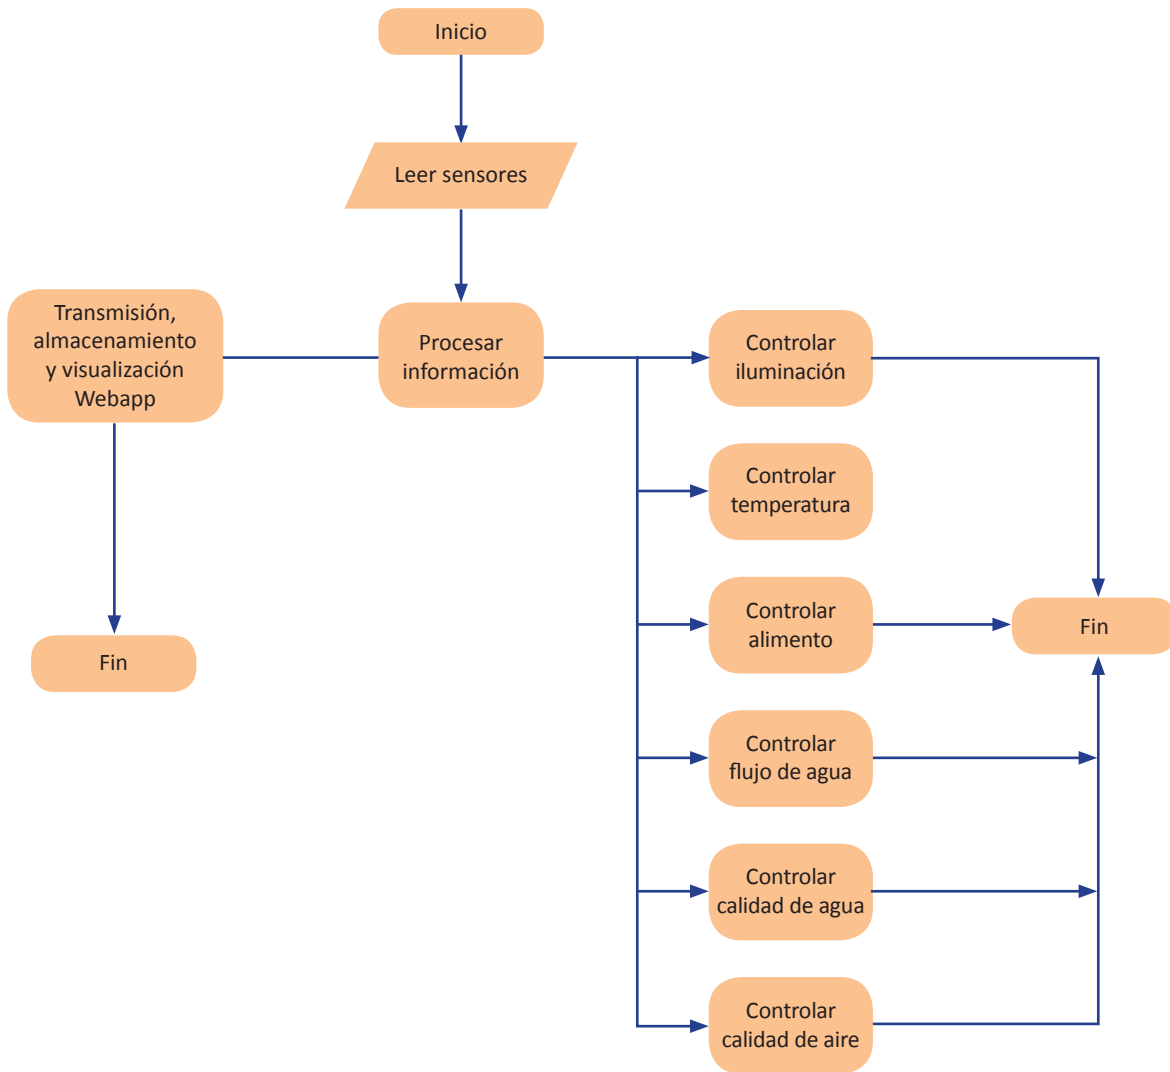 Inicio
Leer sensores
Transmisión,
almacenamiento
y visualización
Webapp
Procesar
información
Controlar
iluminación
Controlar
temperatura
Controlar
alimento
Fin
Fin
Controlar
flujo de agua
Controlar
calidad de agua
Controlar
calidad de aire